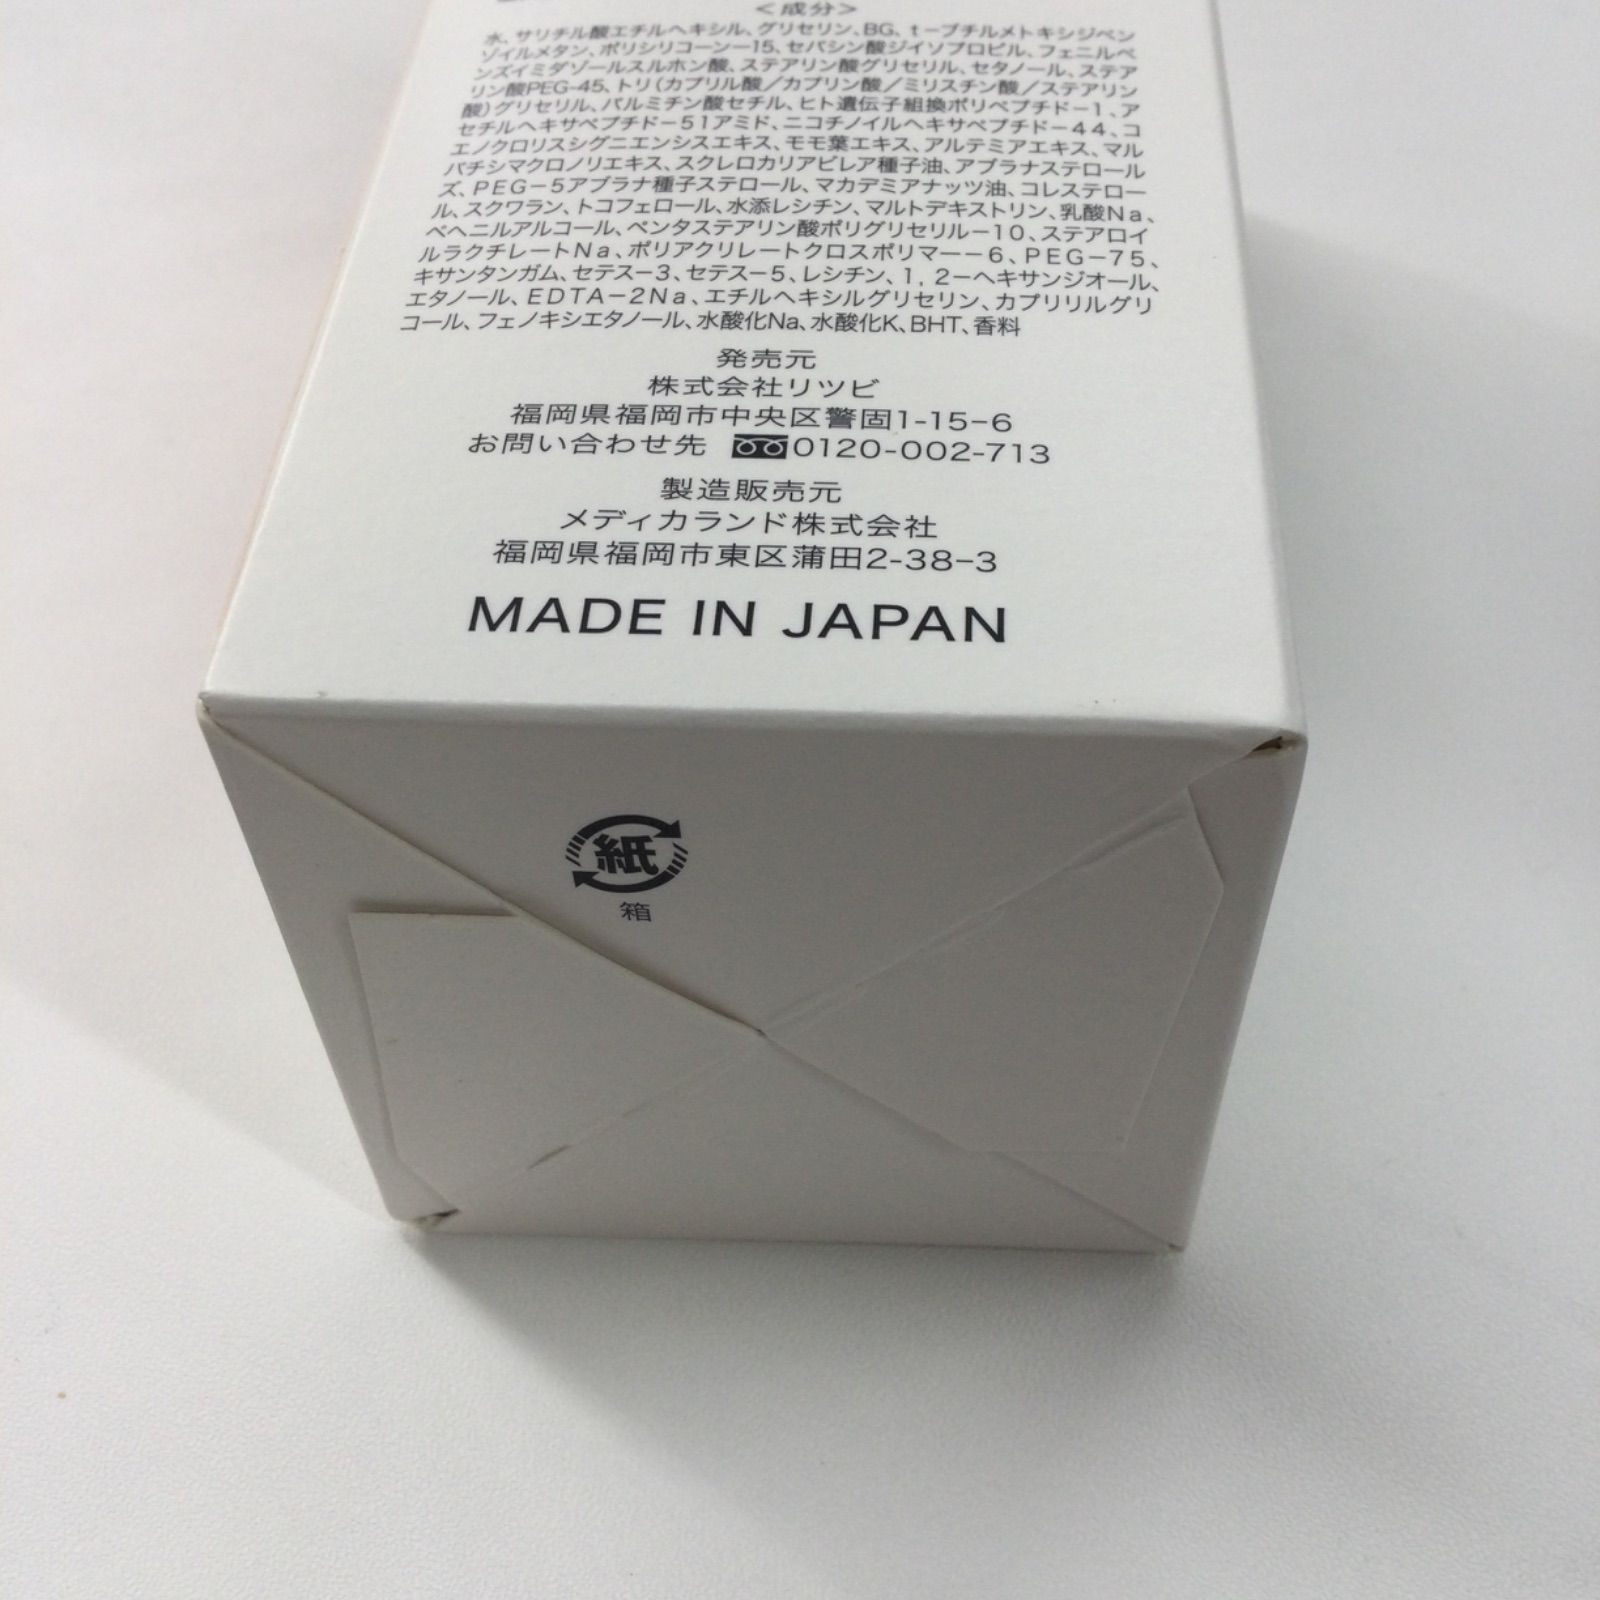 ＜成分＞
水、サリチル酸エチルヘキシル、グリセリン、BG、t－ブチルメトキシジベン
ゾイルメタン、ポリシリコーン－15、セバシン酸ジイソプロピル、フェニルベ
ンズイミダゾールスルホン酸、ステアリン酸グリセリル、セタノール、ステア
リン酸PEG-45、トリ（カプリル酸／カプリン酸／ミリスチン酸／ステアリン
酸）グリセリル、パルミチン酸セチル、ヒト遺伝子組換ポリペプチド－1、ア
セチルヘキサペプチド－51アミド、ニコチノイルヘキサペプチド－44、コ
エノクロリスシグニエンシスエキス、モモ葉エキス、アルテミアエキス、マル
バチシマクロノリエキス、スクレロカリアビレア種子油、アブラナステロール
ズ、PEG－5アブラナ種子ステロール、マカデミアナッツ油、コレステロー
ル、スクワラン、トコフェロール、水添レシチン、マルトデキストリン、乳酸Na、
ベヘニルアルコール、ペンタステアリン酸ポリグリセリル－10、ステアロイ
ルラクチレートNa、ポリアクリレートクロスポリマー－6、PEG－75、
キサンタンガム、セテス－3、セテス－5、レシチン、1，2－ヘキサンジオール、
エタノール、EDTA－2Na、エチルヘキシルグリセリン、カプリリルグリ
コール、フェノキシエタノール、水酸化Na、水酸化K、BHT、香料
発売元
株式会社リツビ
福岡県福岡市中央区警固1-15-6
お問い合わせ先 0120-002-713
製造販売元
メディカランド株式会社
福岡県福岡市東区蒲田2-38-3
MADE IN JAPAN
紙
箱